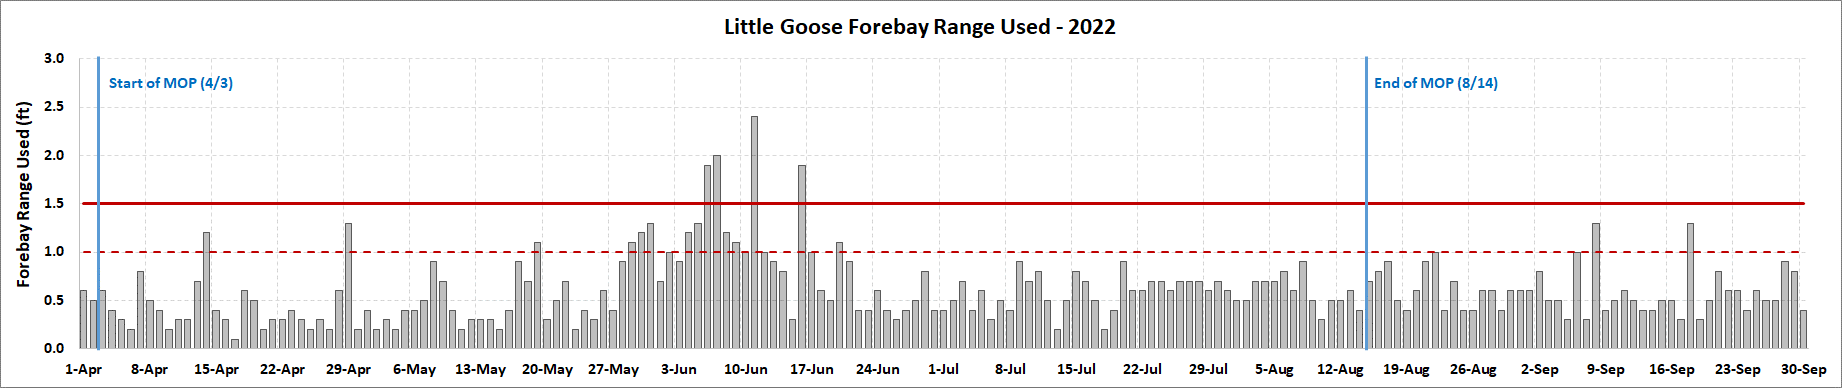 Little Goose Forebay Range Used - 2022
Forebay Range Used (ft)
3.0
2.5
2.0
1.5
1.0
0.5
0.0
Start of MOP (4/3)
End of MOP (8/14)
1-Apr 8-Apr 15-Apr 22-Apr 29-Apr 6-May 13-May 20-May 27-May 3-Jun 10-Jun 17-Jun 24-Jun 1-Jul 8-Jul 15-Jul 22-Jul 29-Jul 5-Aug 12-Aug 19-Aug 26-Aug 2-Sep 9-Sep 16-Sep 23-Sep 30-Sep